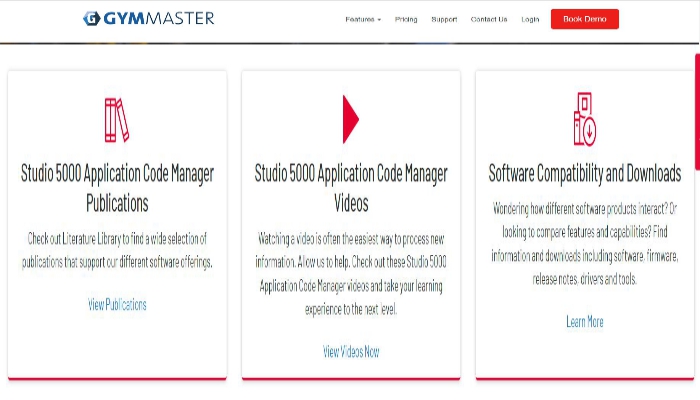 GYMMASTER
Features Pricing Support Contact Us Login Book Demo
Studio 5000 Application Code Manager
Publications
Check out Literature Library to find a wide selection of
publications that support our different software offerings.
View Publications
Studio 5000 Application Code Manager
Videos
Watching a video is often the easiest way to process new
information. Allow us to help. Check out these Studio 5000
Application Code Manager videos and take your learning
experience to the next level.
View Videos Now
Software Compatibility and Downloads
Wondering how different software products interact? Or
looking to compare features and capabilities? Find
information and downloads including software, firmware,
release notes, drivers and tools.
Learn More